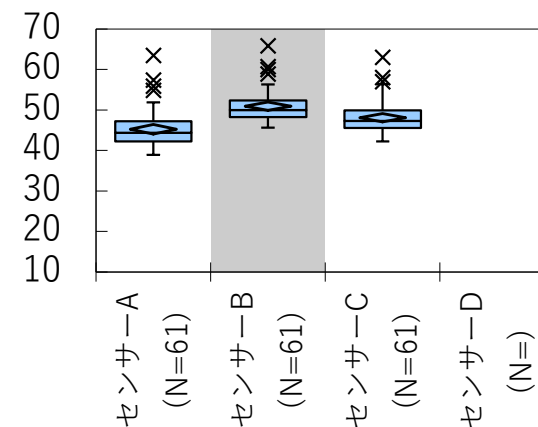 70
60
50
40
30
20
10
センサーA
(N=61)
センサーB
(N=61)
センサーC
(N=61)
センサーD
(N=)